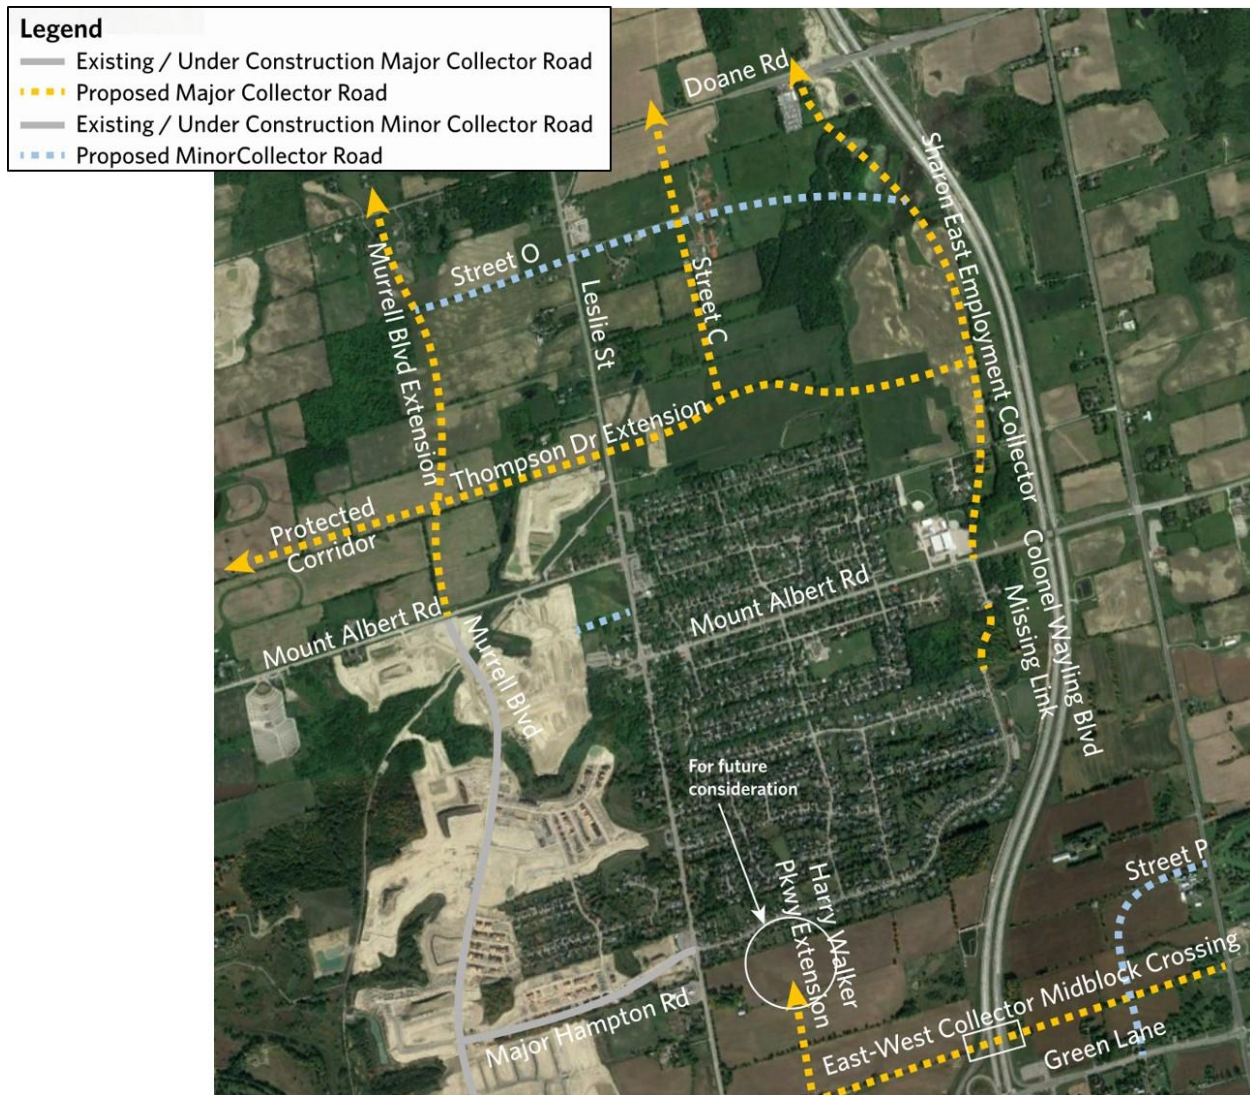 Legend
Existing / Under Construction Major Collector Road
Proposed Major Collector Road
Existing / Under Construction Minor Collector Road
Proposed MinorCollector Road
Doane Rd
Sharon East Employment Collector
Murrell Blvd Extension
Street O
Leslie St
Street C
Thompson Dr Extension
Protected
Corridor
Mount Albert Rd
Murrell Blvd
Mount Albert Rd
Colonel Wayling Blvd
Missing Link
For future
consideration
Harry Walker
Pkwy Extension
Street P
East-West Collector Midblock Crossing
Major Hampton Rd
Green Lane